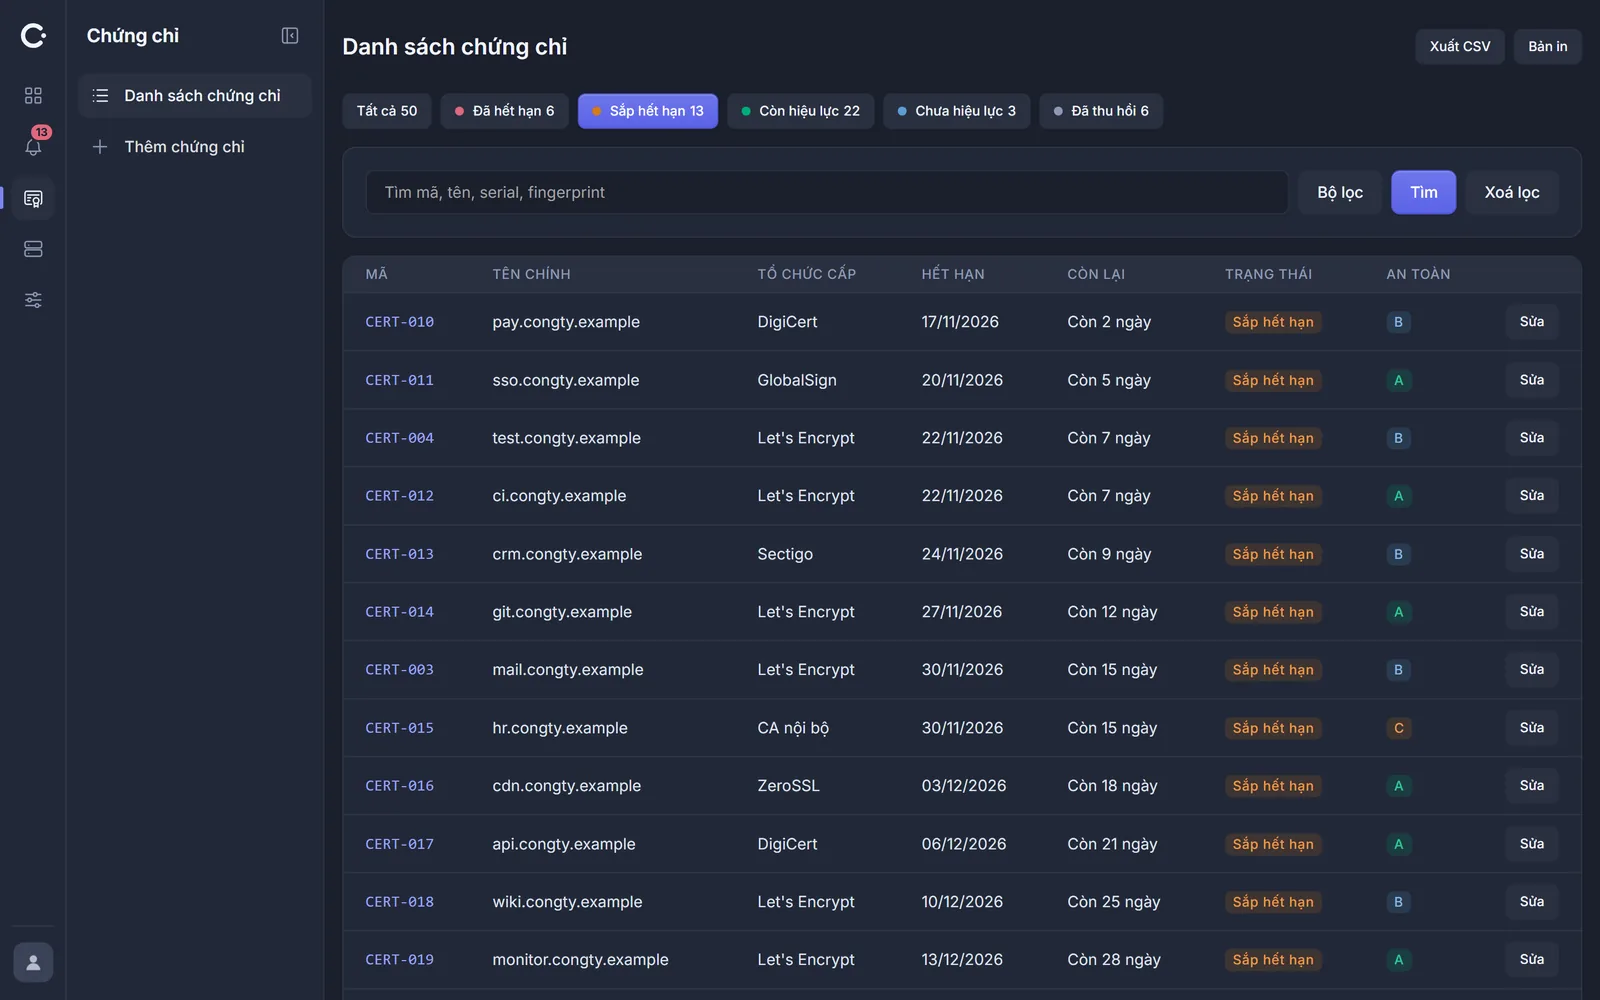 Chứng chỉ
Danh sách chứng chỉ
Thêm chứng chỉ
13
Danh sách chứng chỉ
Xuất CSV
Bản in
Tất cả 50
Đã hết hạn 6
Sắp hết hạn 13
Còn hiệu lực 22
Chưa hiệu lực 3
Đã thu hồi 6
Tìm mã, tên, serial, fingerprint
Bộ lọc
Tìm
Xoá lọc
MÃ TÊN CHÍNH TỔ CHỨC CẤP HẾT HẠN CÒN LẠI TRẠNG THÁI AN TOÀN
CERT-010 pay.congty.example DigiCert 17/11/2026 Còn 2 ngày Sắp hết hạn B Sửa
CERT-011 sso.congty.example GlobalSign 20/11/2026 Còn 5 ngày Sắp hết hạn A Sửa
CERT-004 test.congty.example Let's Encrypt 22/11/2026 Còn 7 ngày Sắp hết hạn B Sửa
CERT-012 ci.congty.example Let's Encrypt 22/11/2026 Còn 7 ngày Sắp hết hạn A Sửa
CERT-013 crm.congty.example Sectigo 24/11/2026 Còn 9 ngày Sắp hết hạn B Sửa
CERT-014 git.congty.example Let's Encrypt 27/11/2026 Còn 12 ngày Sắp hết hạn A Sửa
CERT-003 mail.congty.example Let's Encrypt 30/11/2026 Còn 15 ngày Sắp hết hạn B Sửa
CERT-015 hr.congty.example CA nội bộ 30/11/2026 Còn 15 ngày Sắp hết hạn C Sửa
CERT-016 cdn.congty.example ZeroSSL 03/12/2026 Còn 18 ngày Sắp hết hạn A Sửa
CERT-017 api.congty.example DigiCert 06/12/2026 Còn 21 ngày Sắp hết hạn A Sửa
CERT-018 wiki.congty.example Let's Encrypt 10/12/2026 Còn 25 ngày Sắp hết hạn B Sửa
CERT-019 monitor.congty.example Let's Encrypt 13/12/2026 Còn 28 ngày Sắp hết hạn A Sửa